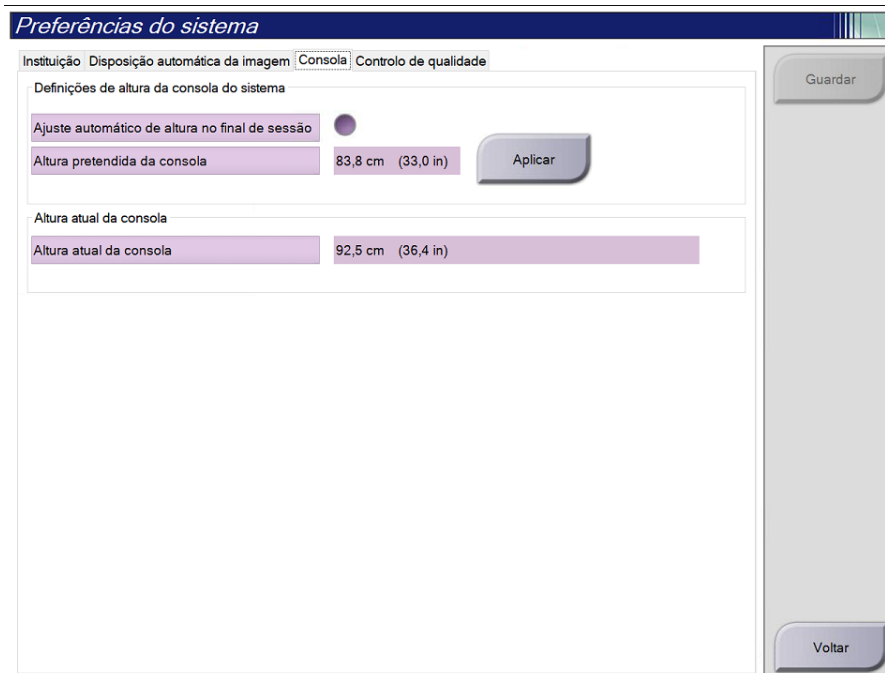 Preferências do sistema
Instituição Disposição automática da imagem Consola Controlo de qualidade
Guardar
Definições de altura da consola do sistema
Ajuste automático de altura no final de sessão
Altura pretendida da consola 83,8 cm (33,0 in) Aplicar
Altura atual da consola
Altura atual da consola 92,5 cm (36,4 in)
Voltar